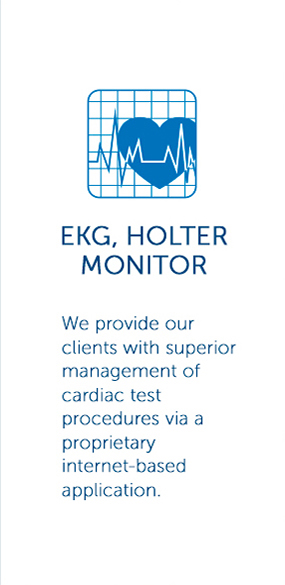 EKG, HOLTER
MONITOR
We provide our
clients with superior
management of
cardiac test
procedures via a
proprietary
internet-based
application.